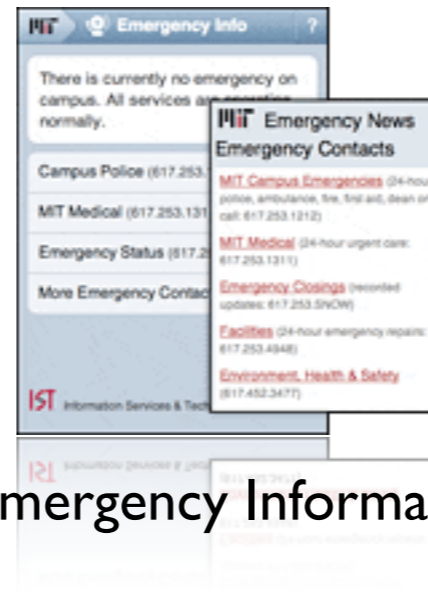 MIT Emergency Info ?
There is currently no emergency on
campus. All services are operating
normally.
Campus Police (617.253.
MIT Medical (617.253.131
Emergency Status (617.2
More Emergency Contac
IST Information Services & Tech
MIT Emergency News
Emergency Contacts
MIT Campus Emergencies (24-hou
police, ambulance, fire, first aid, dean on
call: 617.253.1212)
MIT Medical (24-hour urgent care:
617.253.1311)
Emergency Closings (recorded
updates: 617.253.SNOW)
Facilities (24-hour emergency repairs:
617.253.4948)
Environment, Health & Safety
(617.452.3477)
mergency Informa